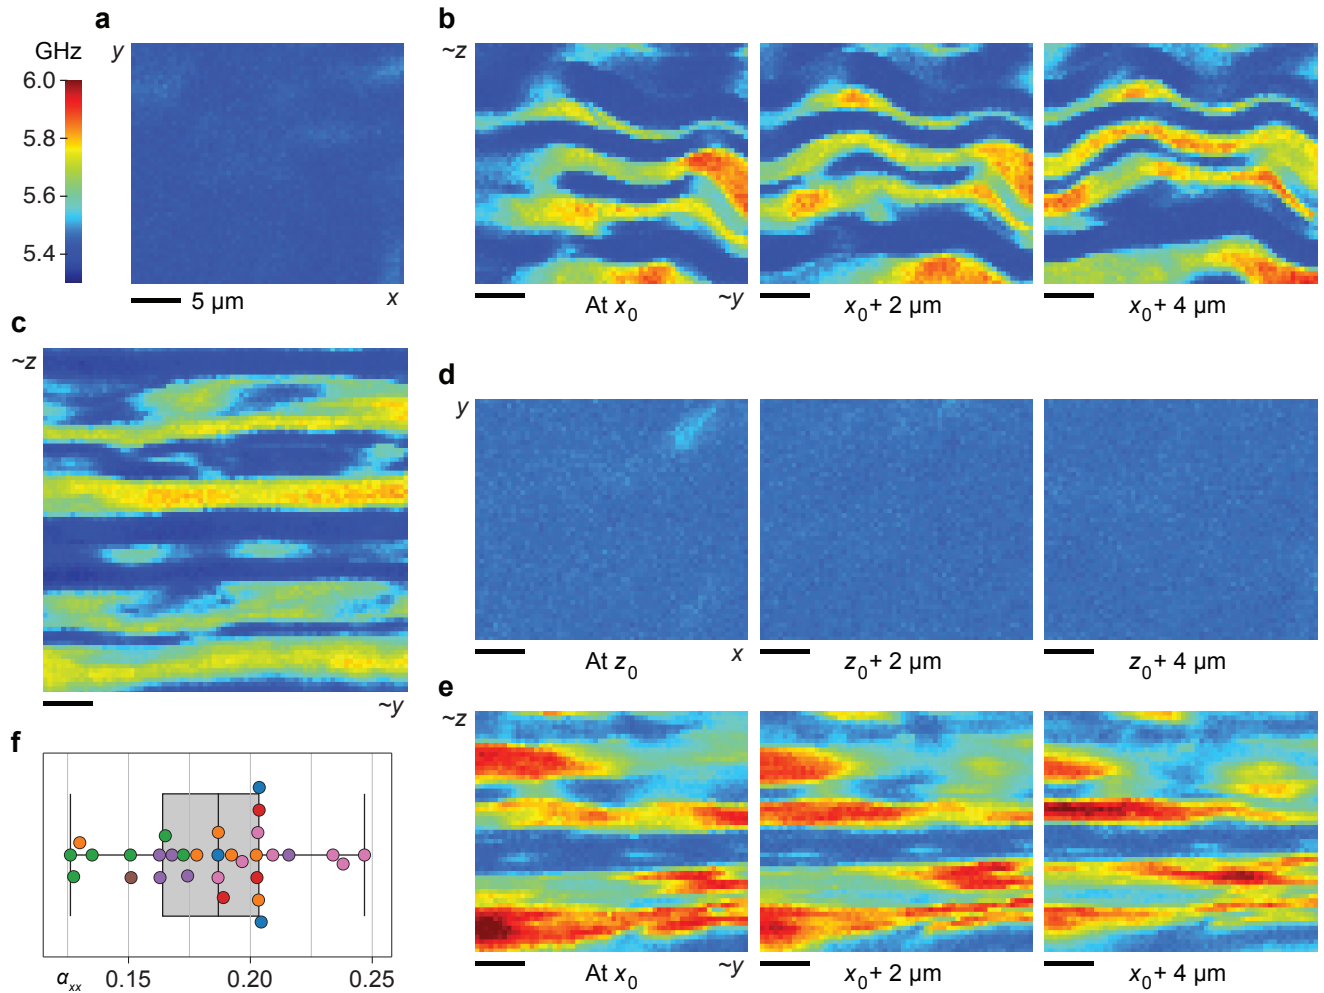 a
GHz
y
6.0
5.8
5.6
5.4
5 µm
x
b
~z
At x0
~y
x0 + 2 µm
x0 + 4 µm
c
~z
~y
d
y
At z0
x
z0 + 2 µm
z0 + 4 µm
e
~z
At x0
~y
x0 + 2 µm
x0 + 4 µm
f
αxx
0.15
0.20
0.25